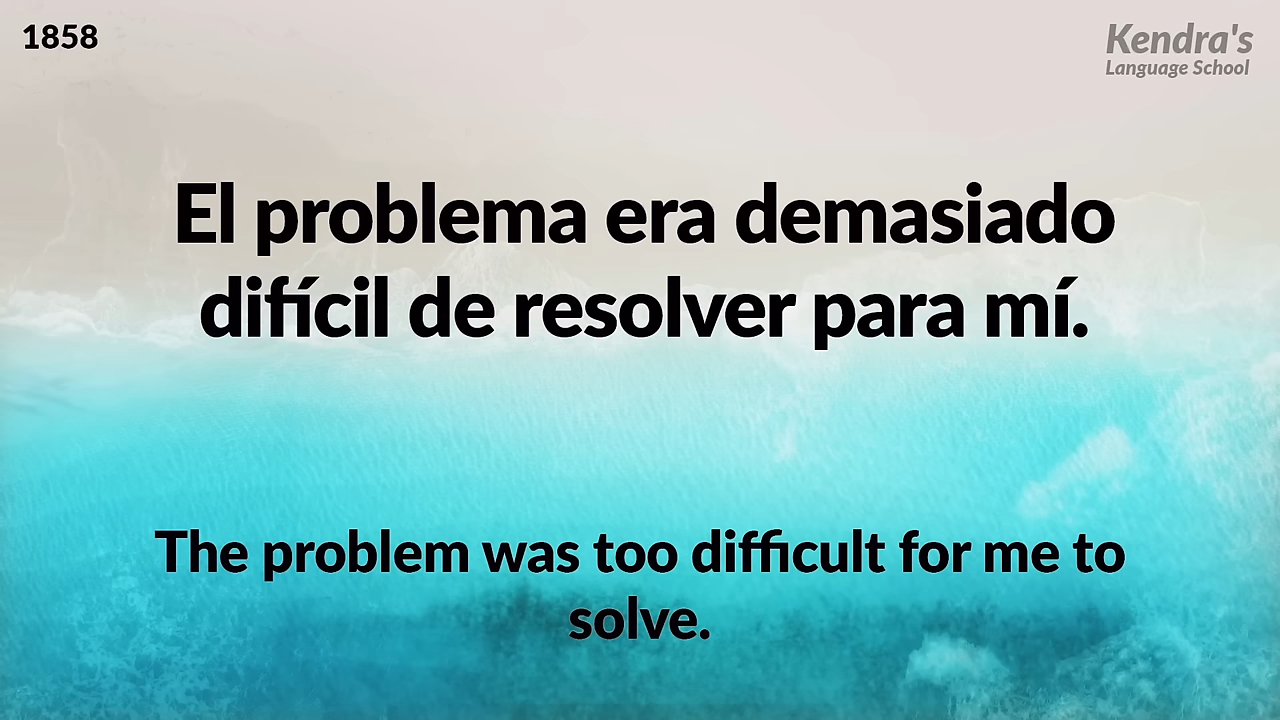 1858
Kendra's
Language School
El problema era demasiado
difícil de resolver para mí.
The problem was too difficult for me to
solve.